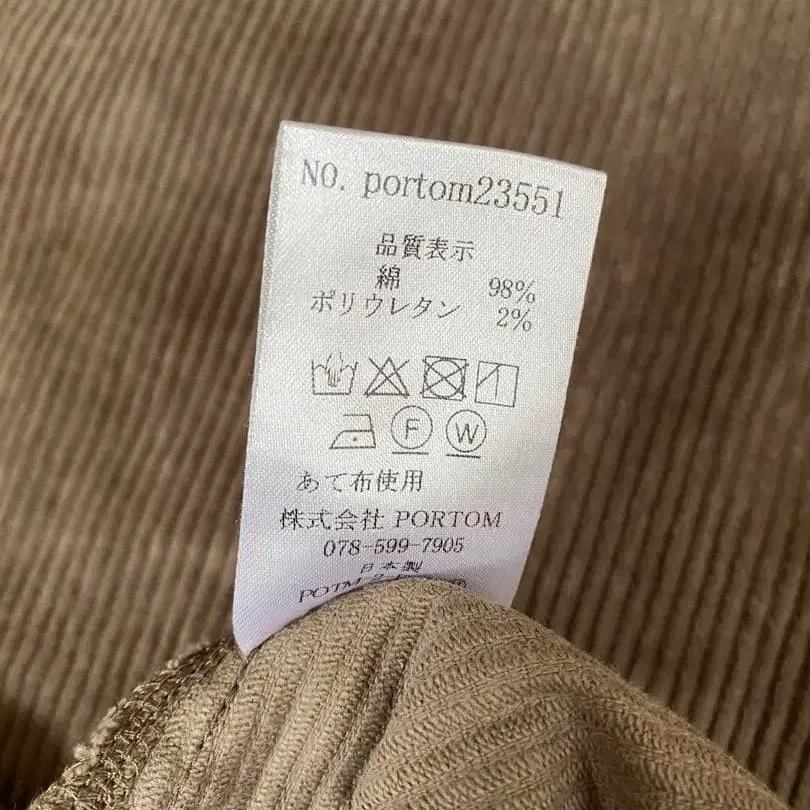 NO. portom23551
品質表示
綿 98%
ポリウレタン 2%
F W
あて布使用
株式会社 PORTOM
078-599-7905
日本製
POTM